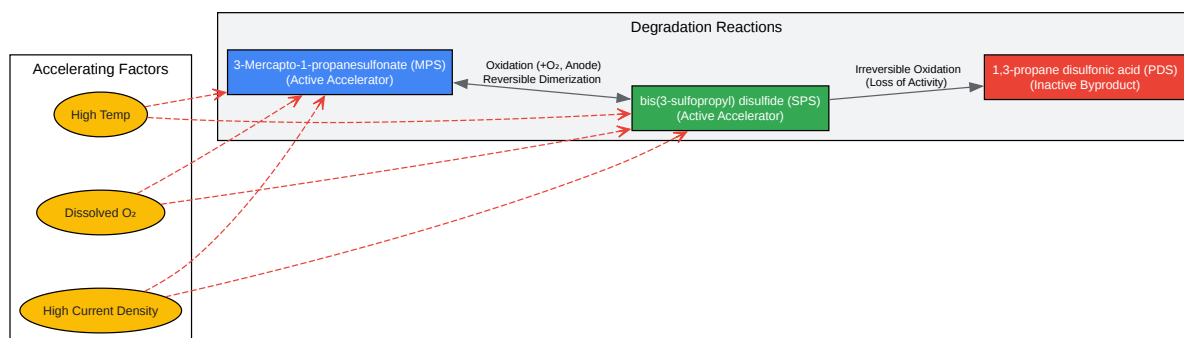 Degradation Reactions
Accelerating Factors
3-Mercapto-1-propanesulfonate (MPS)
(Active Accelerator)
Oxidation (+O₂, Anode)
Reversible Dimerization
bis(3-sulfopropyl) disulfide (SPS)
(Active Accelerator)
Irreversible Oxidation
(Loss of Activity)
1,3-propane disulfonic acid (PDS)
(Inactive Byproduct)
High Temp
Dissolved O₂
High Current Density